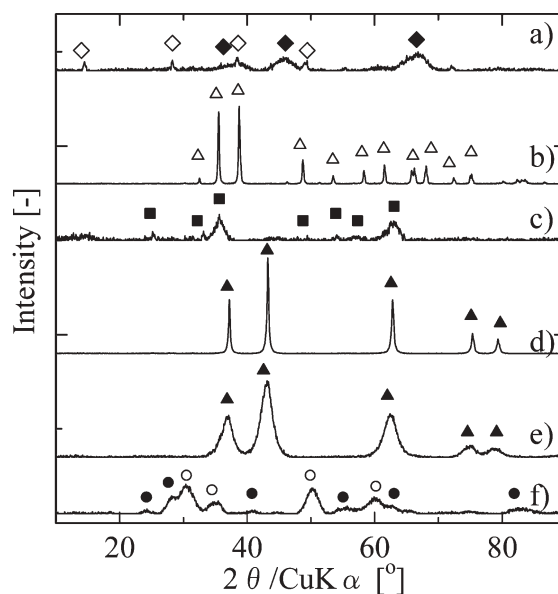 a)
b)
c)
d)
e)
f)
Intensity [-]
20 40 60 80
2 θ /CuK α [°]